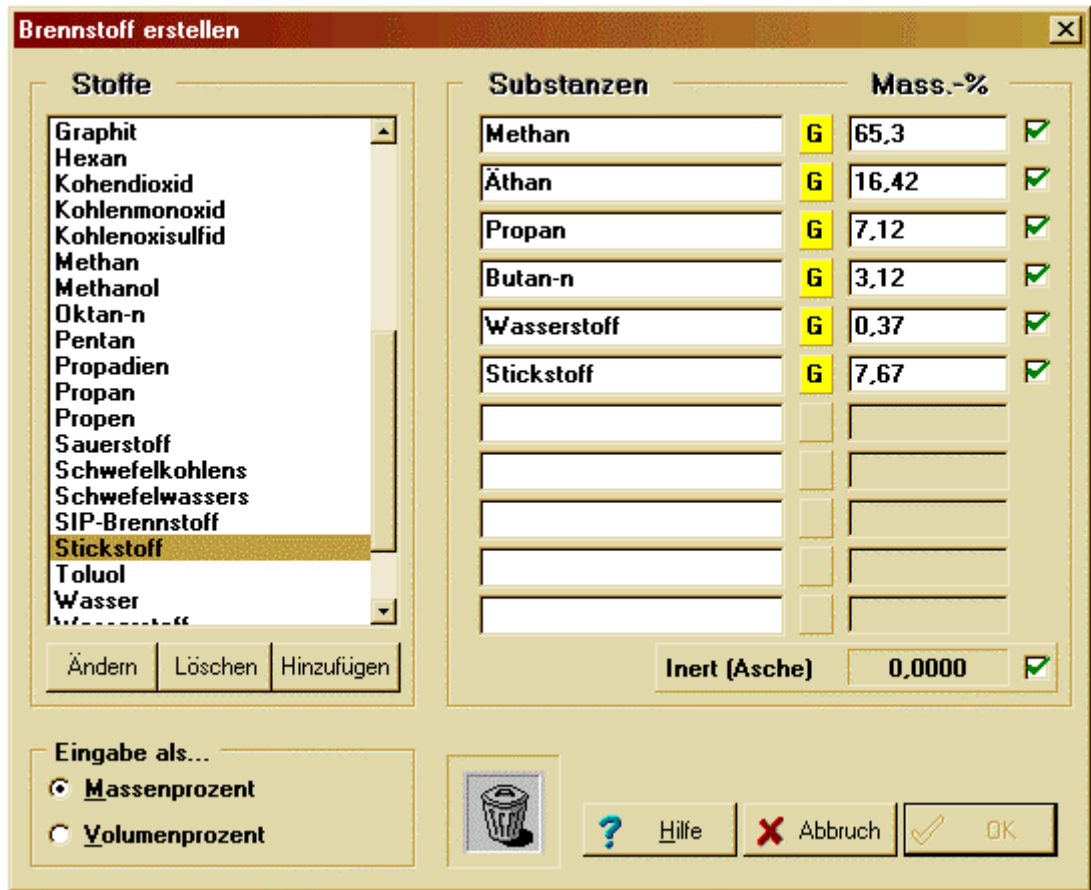 Brennstoff erstellen
Stoffe
Graphit
Hexan
Kohendioxid
Kohlenmonoxid
Kohlenoxisulfid
Methan
Methanol
Oktan-n
Pentan
Propadien
Propan
Propen
Sauerstoff
Schwefelkohlens
Schwefelwassers
SIP-Brennstoff
Stickstoff
Toluol
Wasser
Wasserstoff
Ändern Löschen Hinzufügen
Substanzen Mass.-%
Methan G 65,3
Äthan G 16,42
Propan G 7,12
Butan-n G 3,12
Wasserstoff G 0,37
Stickstoff G 7,67
Inert (Asche) 0,0000
Eingabe als...
Massenprozent
Volumenprozent
? Hilfe Abbruch OK